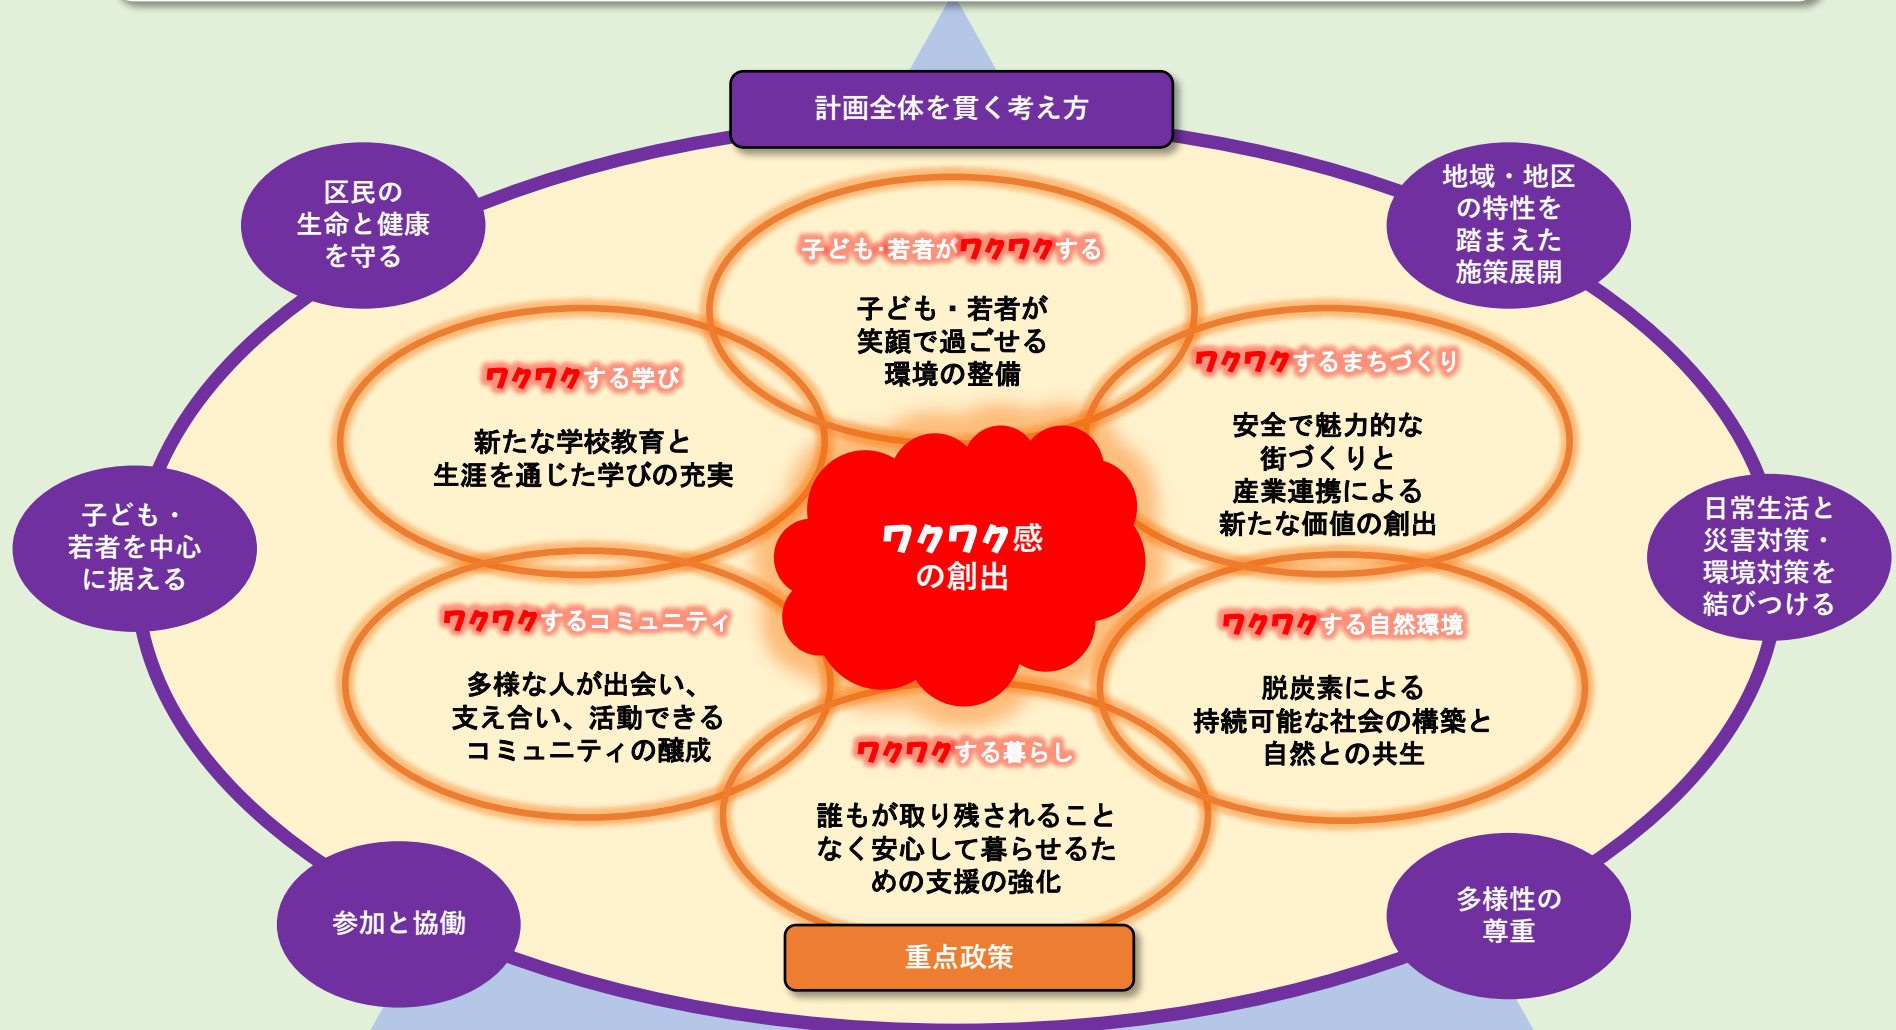 計画全体を貫く考え方
区民の
生命と健康
を守る
地域・地区
の特性を
踏まえた
施策展開
子ども・若者がワクワクする
子ども・若者が
笑顔で過ごせる
環境の整備
ワクワクする学び
新たな学校教育と
生涯を通じた学びの充実
ワクワクするまちづくり
安全で魅力的な
街づくりと
産業連携による
新たな価値の創出
子ども・
若者を中心
に据える
ワクワク感
の創出
日常生活と
災害対策・
環境対策を
結びつける
ワクワクするコミュニティ
多様な人が出会い、
支え合い、活動できる
コミュニティの醸成
ワクワクする自然環境
脱炭素による
持続可能な社会の構築と
自然との共生
ワクワクする暮らし
誰もが取り残されること
なく安心して暮らせるた
めの支援の強化
参加と協働
多様性の
尊重
重点政策